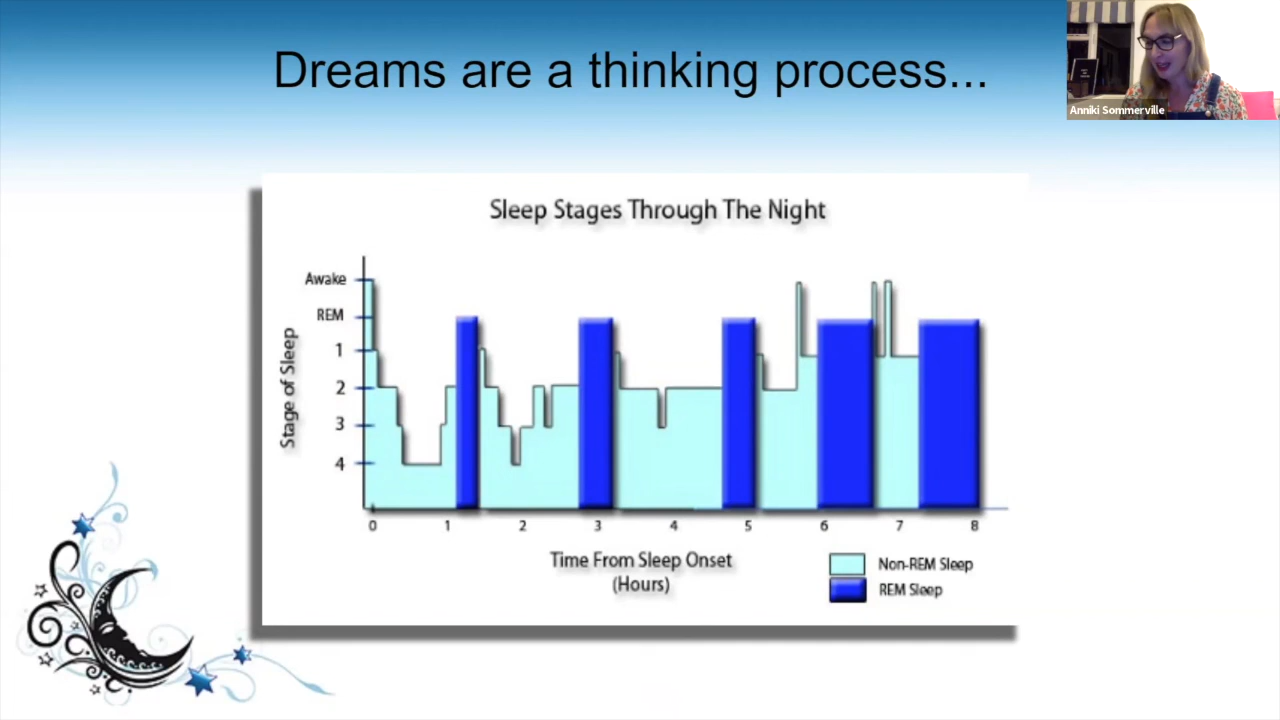 Dreams are a thinking process...
Anniki Sommerville
Sleep Stages Through The Night
Stage of Sleep
Awake
REM
1
2
3
4
0 1 2 3 4 5 6 7 8
Time From Sleep Onset
(Hours)
Non-REM Sleep
REM Sleep